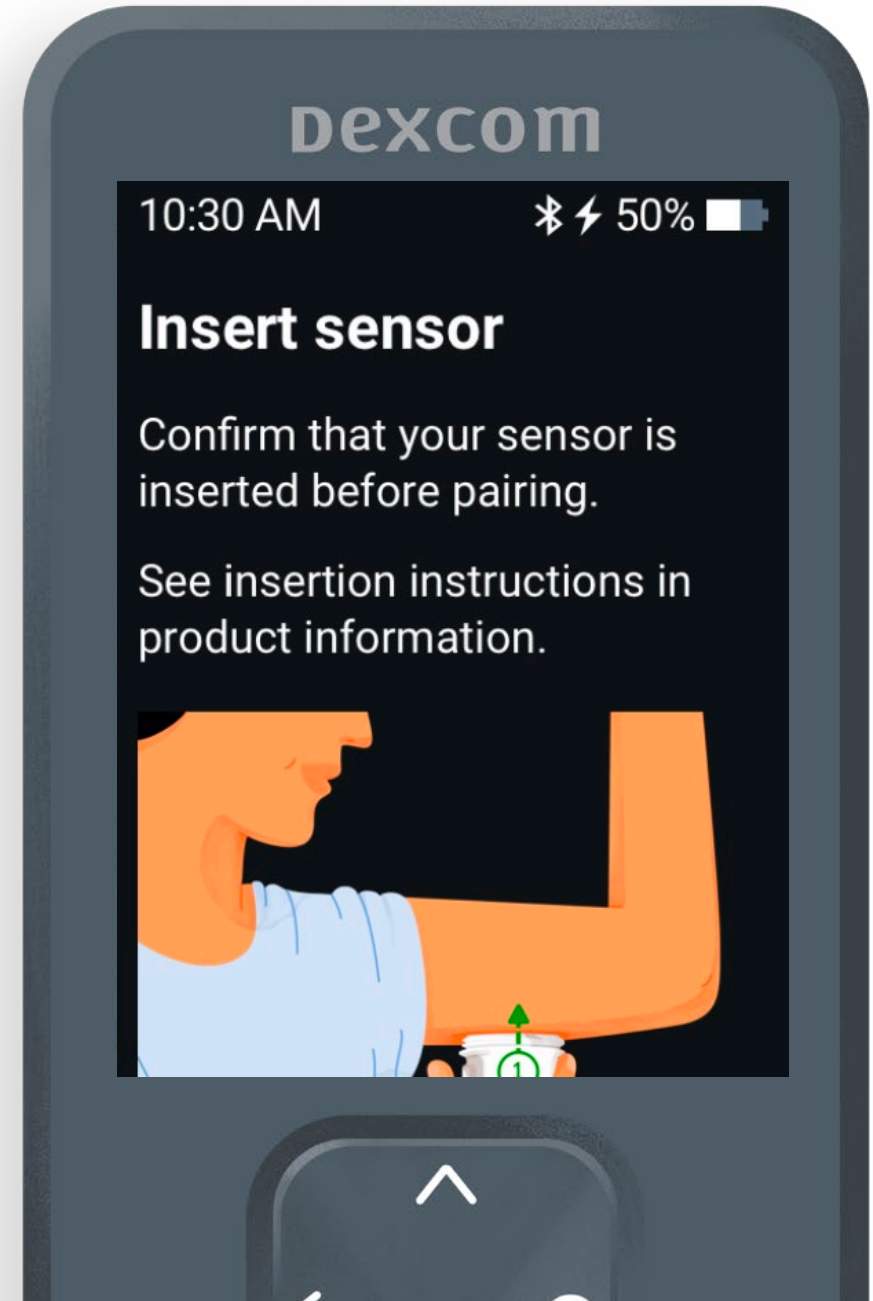 Dexcom
10:30 AM 50%
Insert sensor
Confirm that your sensor is
inserted before pairing.
See insertion instructions in
product information.
1